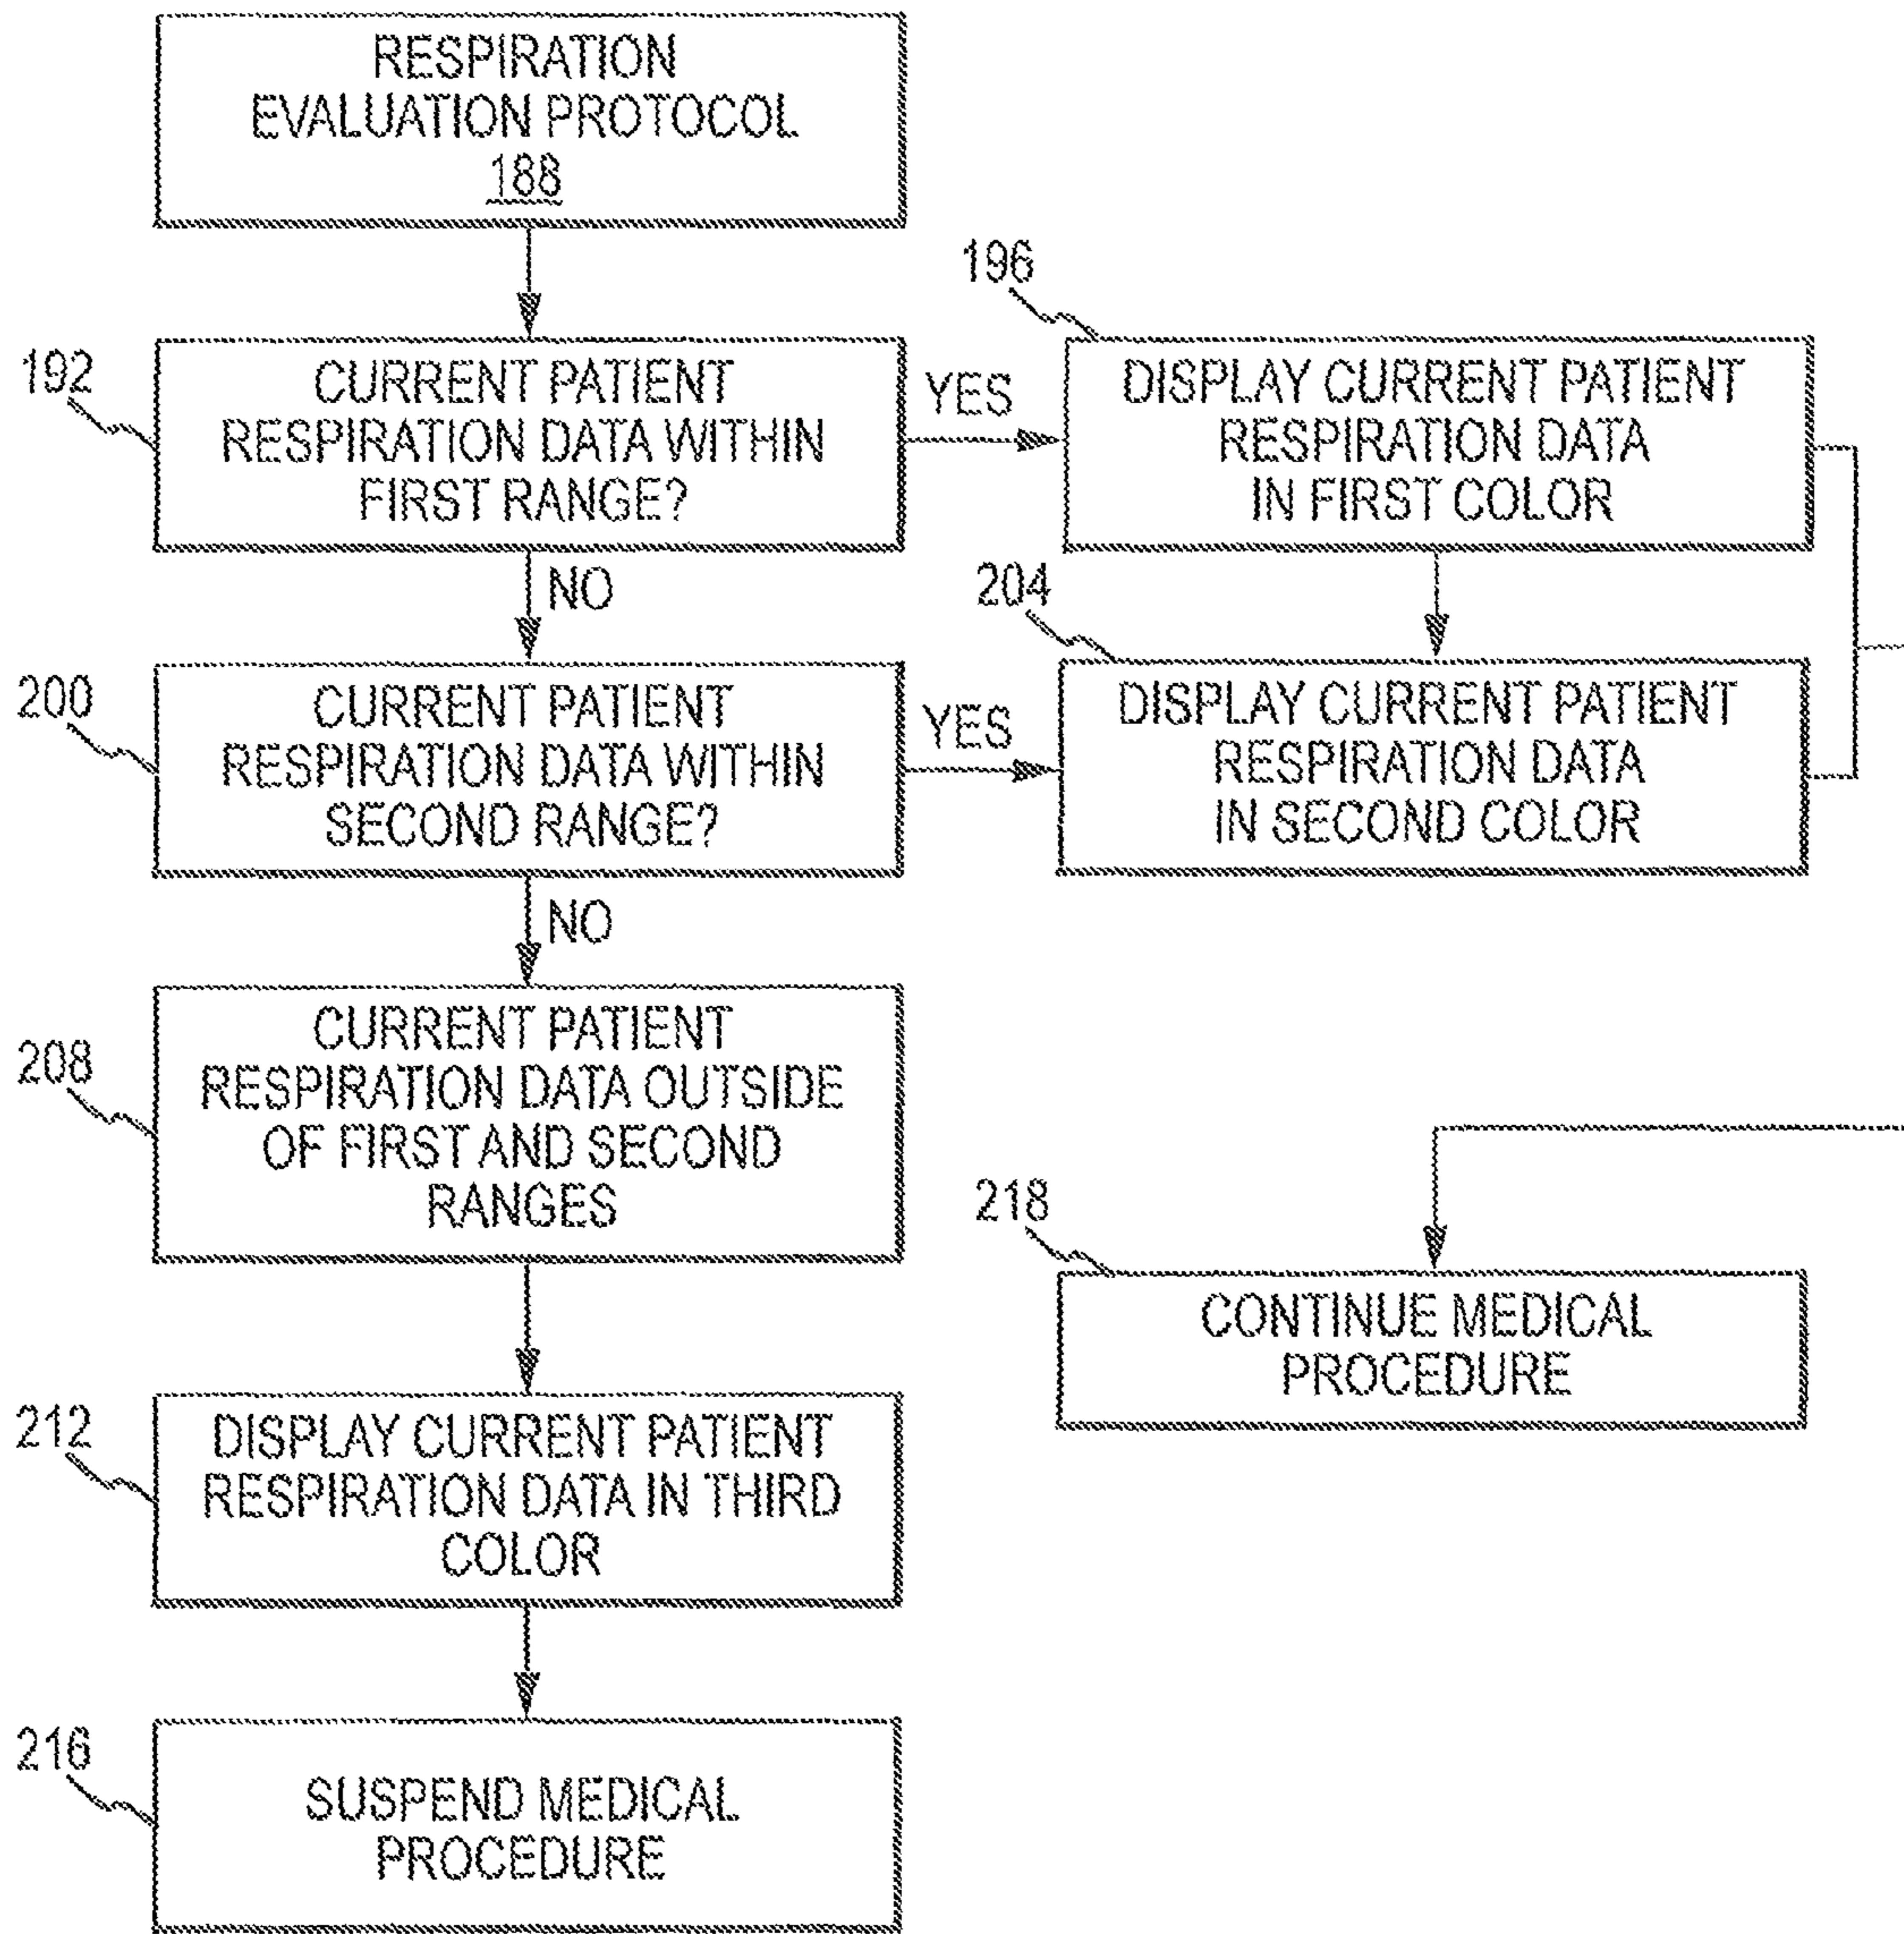 RESPIRATION
EVALUATION PROTOCOL
188
192
CURRENT PATIENT
RESPIRATION DATA WITHIN
FIRST RANGE?
YES
196
DISPLAY CURRENT PATIENT
RESPIRATION DATA
IN FIRST COLOR
NO
200
CURRENT PATIENT
RESPIRATION DATA WITHIN
SECOND RANGE?
YES
204
DISPLAY CURRENT PATIENT
RESPIRATION DATA
IN SECOND COLOR
NO
208
CURRENT PATIENT
RESPIRATION DATA OUTSIDE
OF FIRST AND SECOND
RANGES
218
CONTINUE MEDICAL
PROCEDURE
212
DISPLAY CURRENT PATIENT
RESPIRATION DATA IN THIRD
COLOR
216
SUSPEND MEDICAL
PROCEDURE